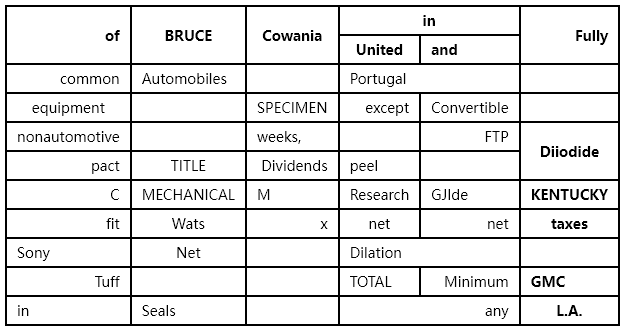 of BRUCE Cowania in Fully
United and
common Automobiles Portugal
equipment SPECIMEN except Convertible
nonautomotive weeks, FTP Diiodide
pact TITLE Dividends peel
C MECHANICAL M Research GJIde KENTUCKY
fit Wats x net net taxes
Sony Net Dilation
Tuff TOTAL Minimum GMC
in Seals any L.A.